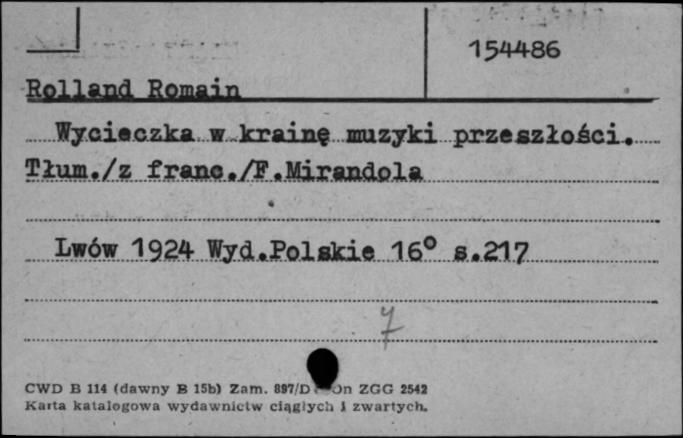 154486
Rolland Romain
Wycieczka w krainę muzyki przeszłości.
Tłum./z franc./F.Mirandola
Lwów 1924 Wyd.Polskie 16° s.217
7
CWD B 114 (dawny B 15b) Zam. 897/D ZGG 2542
Karta katalogowa wydawnictw ciągłych i zwartych.